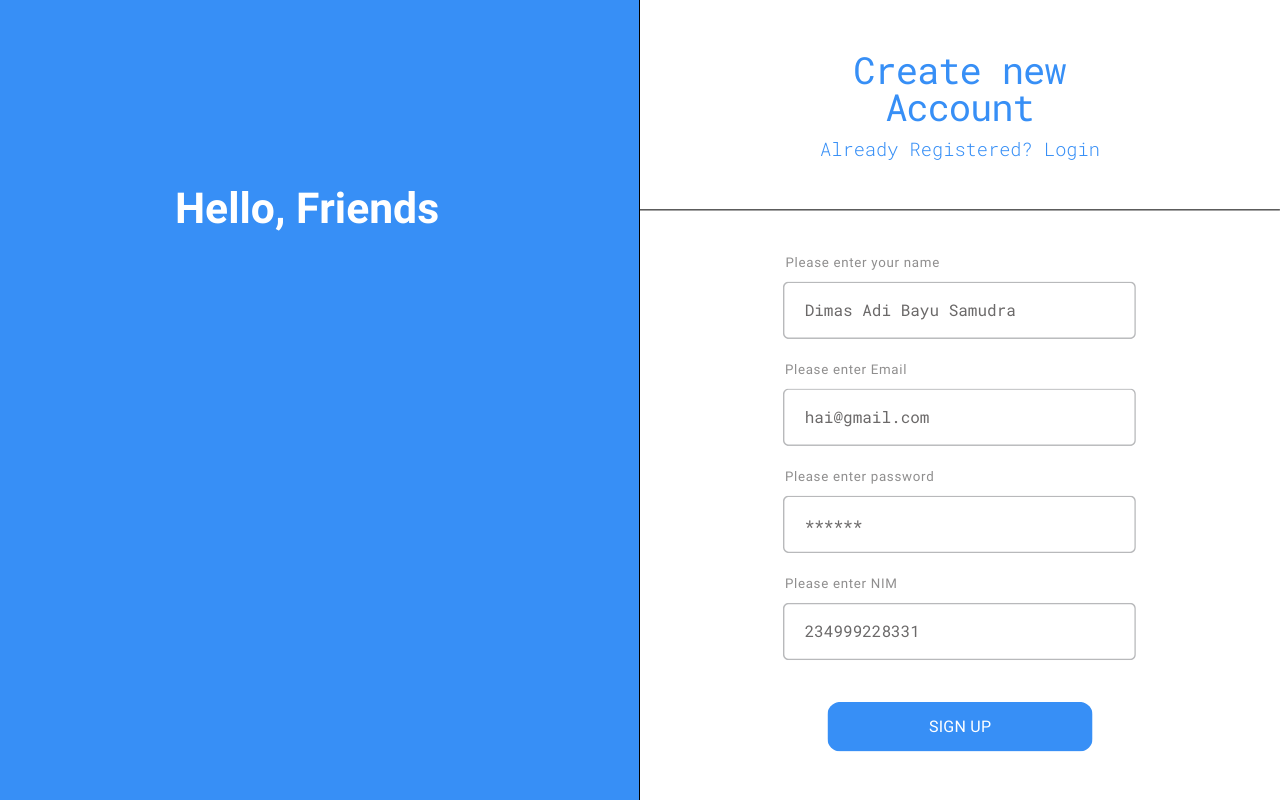 Hello, Friends
Create new
Account
Already Registered? Login
Please enter your name
Dimas Adi Bayu Samudra
Please enter Email
hai@gmail.com
Please enter password
******
Please enter NIM
234999228331
SIGN UP